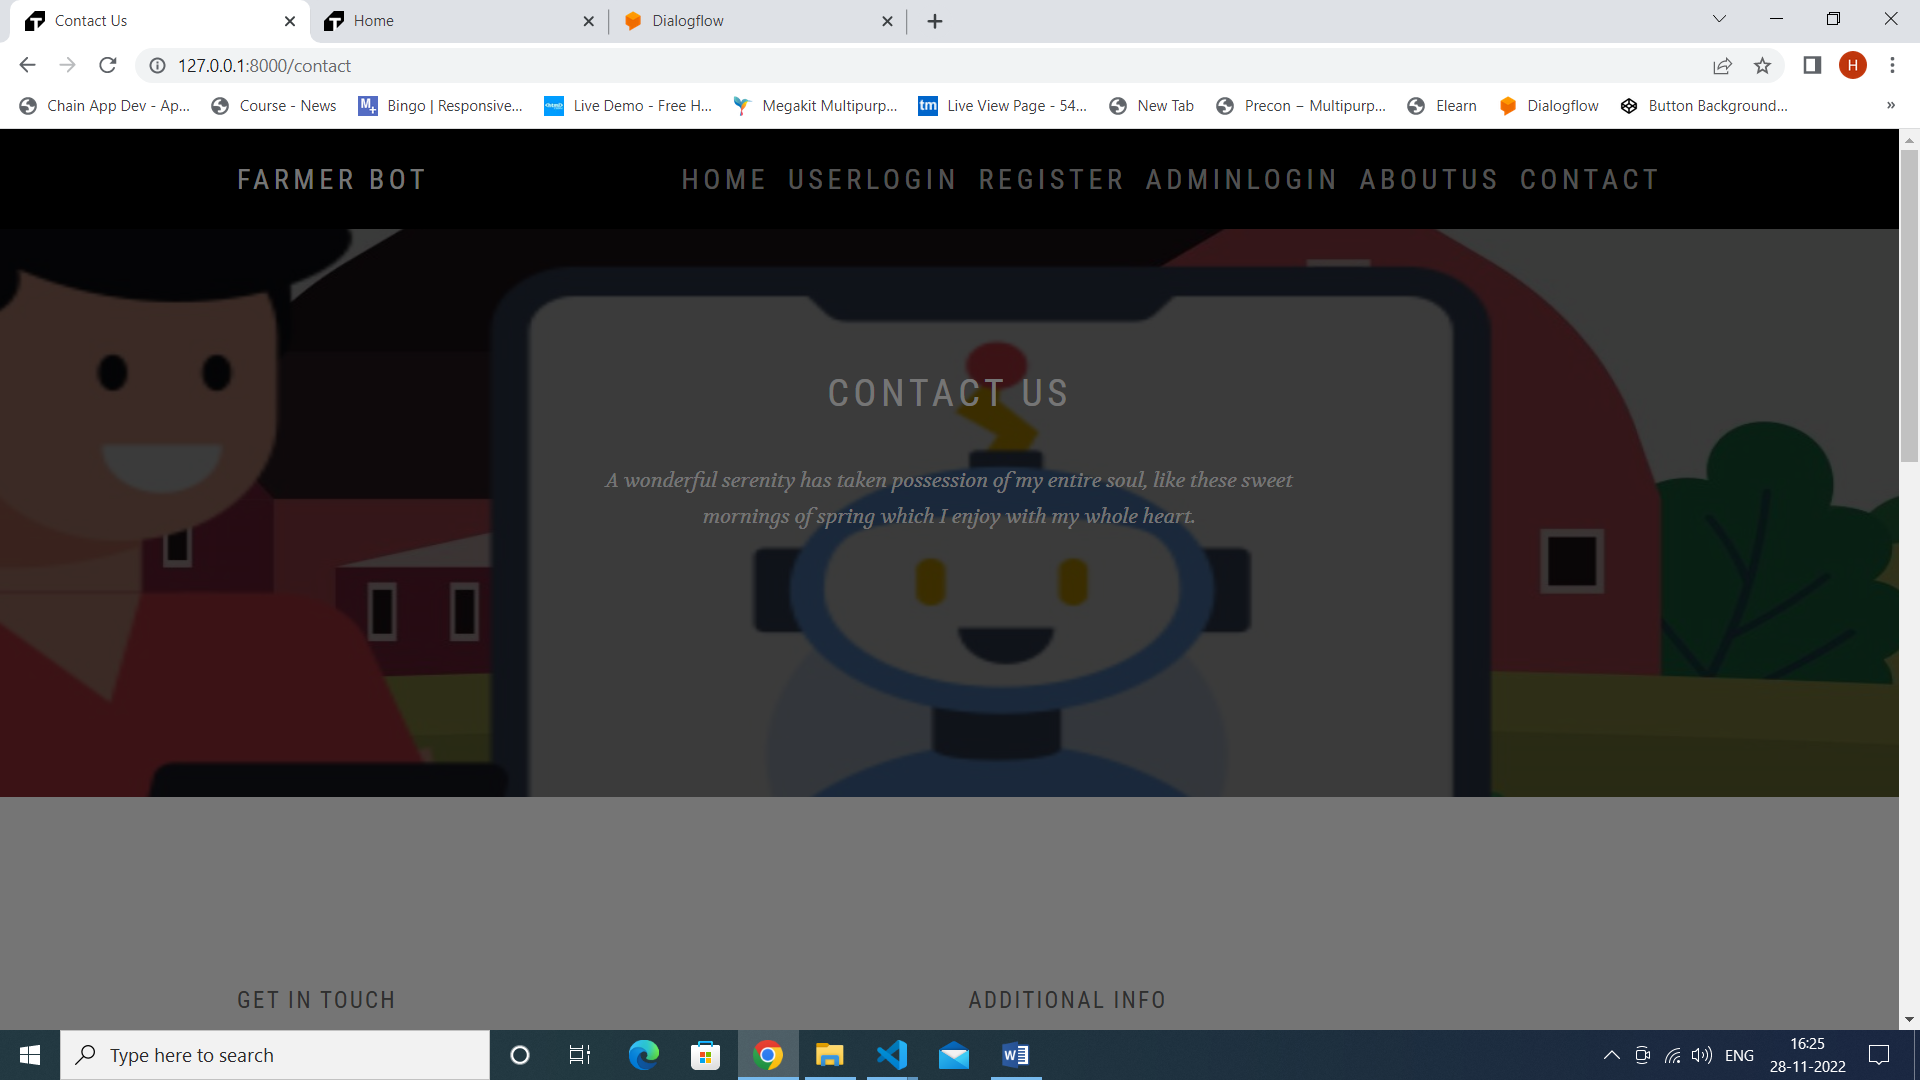 Contact Us
Home
Dialogflow
127.0.0.1:8000/contact
H
Chain App Dev - Ap...
Course - News
M+
Bingo | Responsive...
Live Demo - Free H...
Megakit Multipurp...
tm
Live View Page - 54...
New Tab
Precon – Multipurp...
Elearn
Dialogflow
Button Background...
»
FARMER BOT
HOME USERLOGIN REGISTER ADMINLOGIN ABOUTUS CONTACT
CONTACT US
A wonderful serenity has taken possession of my entire soul, like these sweet
mornings of spring which I enjoy with my whole heart.
GET IN TOUCH
ADDITIONAL INFO
Type here to search
W
ENG
16:25
28-11-2022